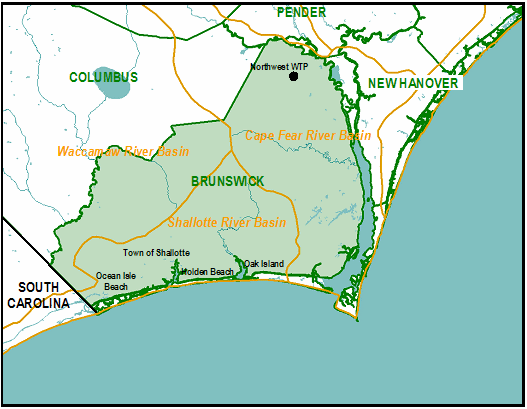 PENDER
Northwest WTP
COLUMBUS
NEW HANOVER
Cape Fear River Basin
Waccamaw River Basin
BRUNSWICK
Shallotte River Basin
Town of Shallotte
Oak Island
Holden Beach
Ocean Isle
Beach
SOUTH
CAROLINA